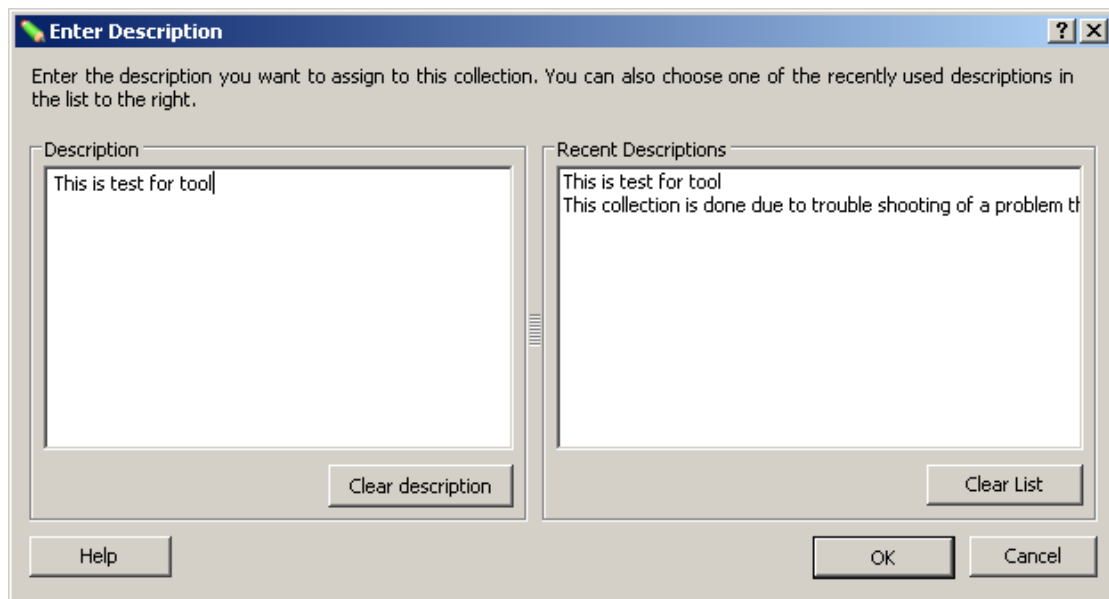 Enter Description
Enter the description you want to assign to this collection. You can also choose one of the recently used descriptions in
the list to the right.
Description
This is test for tool
Clear description
Recent Descriptions
This is test for tool
This collection is done due to trouble shooting of a problem th
Clear List
Help
OK
Cancel